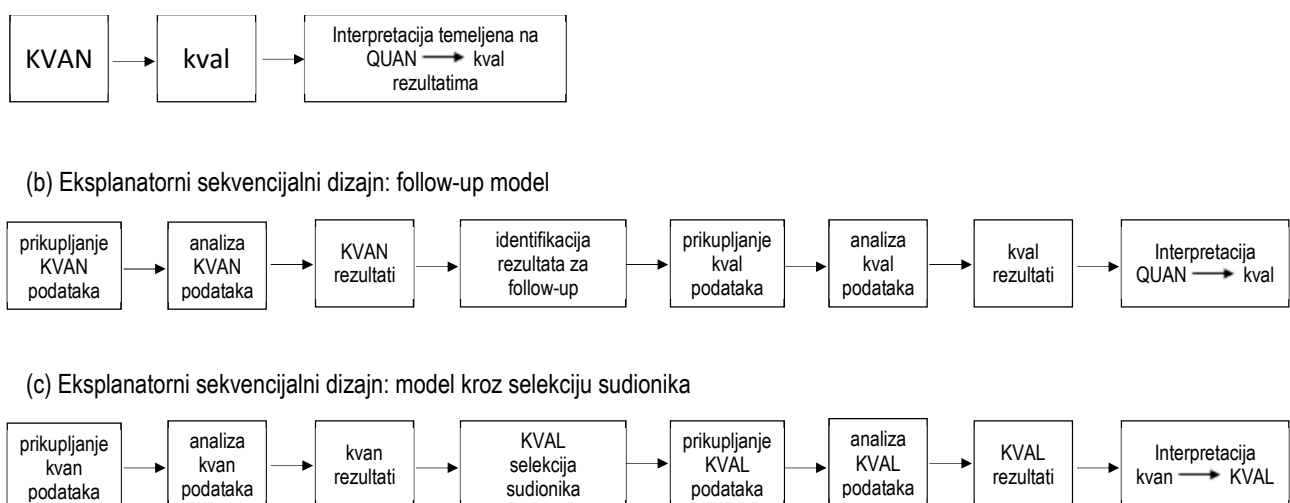 KVAN
kval
Interpretacija temeljena na
QUAN → kval
rezultatima
(b) Eksplanatorni sekvencijalni dizajn: follow-up model
prikupljanje
KVAN
podataka
analiza
KVAN
podataka
KVAN
rezultati
identifikacija
rezultata za
follow-up
prikupljanje
kval
podataka
analiza
kval
podataka
kval
rezultati
Interpretacija
QUAN → kval
(c) Eksplanatorni sekvencijalni dizajn: model kroz selekciju sudionika
prikupljanje
kvan
podataka
analiza
kvan
podataka
kvan
rezultati
KVAL
selekcija
sudionika
prikupljanje
KVAL
podataka
analiza
KVAL
podataka
KVAL
rezultati
Interpretacija
kvan → KVAL